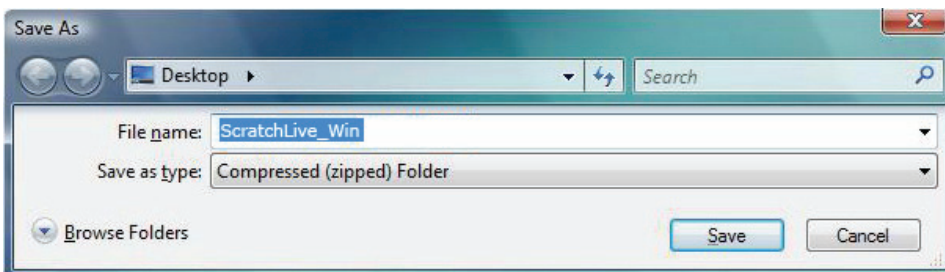 Save As
Desktop
Search
File name: ScratchLive_Win
Save as type: Compressed (zipped) Folder
Browse Folders
Save
Cancel